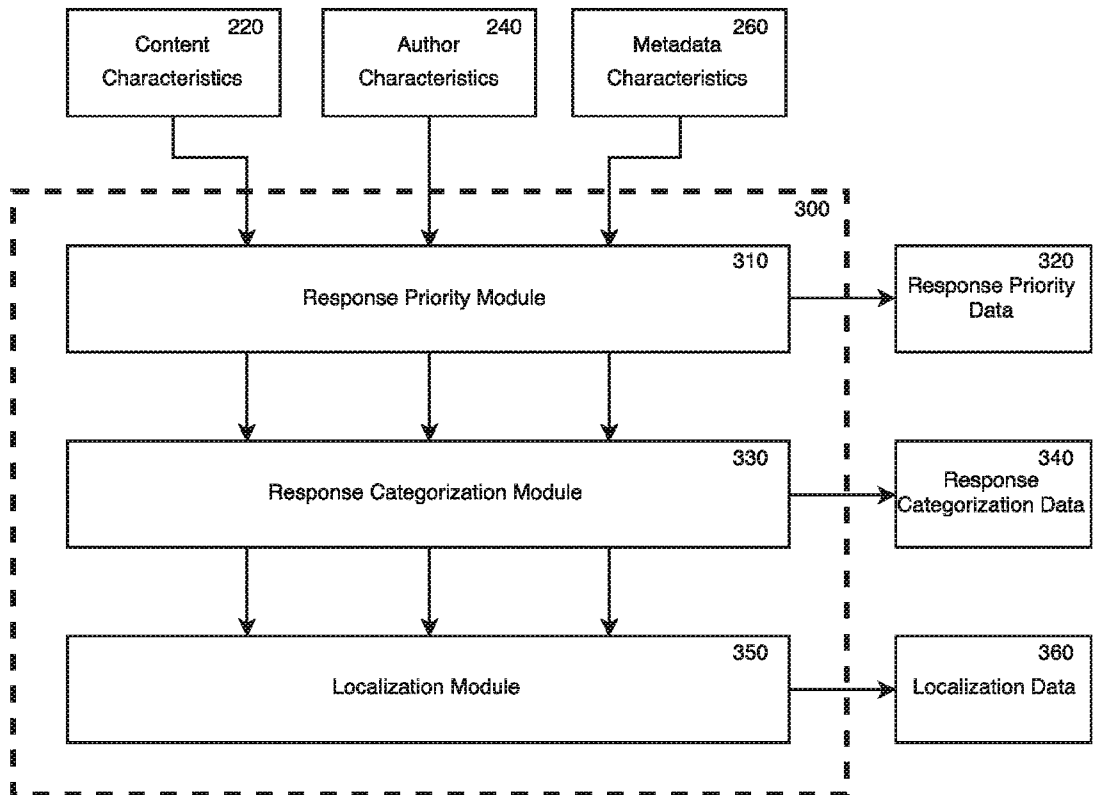 220
Content
Characteristics
240
Author
Characteristics
260
Metadata
Characteristics
300
310
Response Priority Module
320
Response Priority
Data
330
Response Categorization Module
340
Response
Categorization Data
350
Localization Module
360
Localization Data